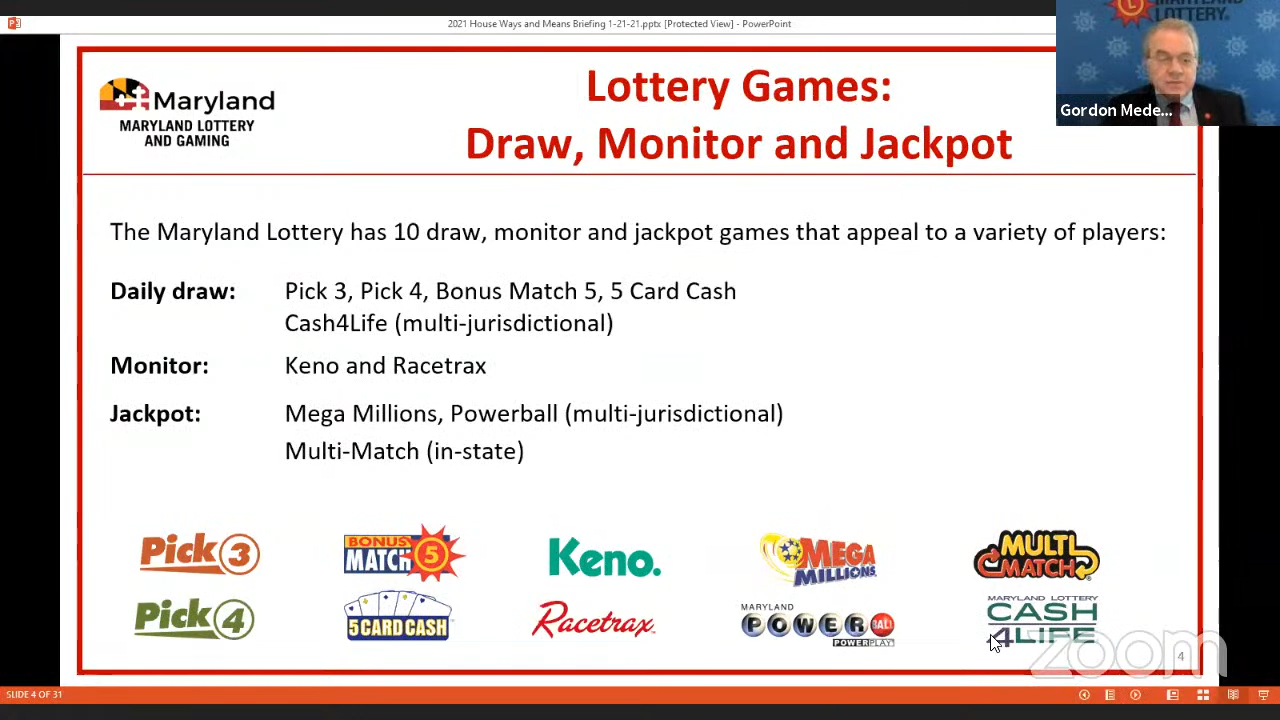 2021 House Ways and Means Briefing 1-21-21.pptx [Protected View] - PowerPoint
Gordon Mede...
Maryland
MARYLAND LOTTERY
AND GAMING
Lottery Games:
Draw, Monitor and Jackpot
The Maryland Lottery has 10 draw, monitor and jackpot games that appeal to a variety of players:
Daily draw: Pick 3, Pick 4, Bonus Match 5, 5 Card Cash
Cash4Life (multi-jurisdictional)
Monitor: Keno and Racetrax
Jackpot: Mega Millions, Powerball (multi-jurisdictional)
Multi-Match (in-state)
Pick 3
BONUS
MATCH 5
Keno.
MEGA
MILLIONS
MULTI
MATCH
Pick 4
5 CARD CASH
Racetrax
MARYLAND
POWER BALL
POWERPLAY
MARYLAND LOTTERY
CASH
4LIFE
zoom
4
SLIDE 4 OF 31